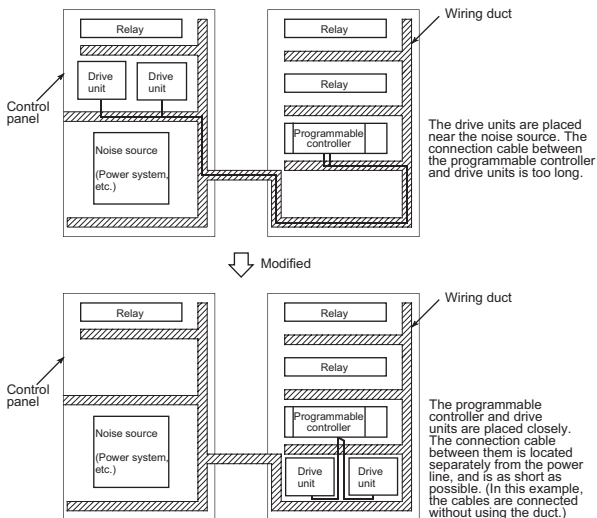 Wiring duct
Relay
Relay
Drive
unit
Drive
unit
Relay
Control
panel
Programmable
controller
Noise source
(Power system,
etc.)
The drive units are placed
near the noise source. The
connection cable between
the programmable controller
and drive units is too long.
Modified
Wiring duct
Relay
Relay
Relay
Control
panel
Programmable
controller
Noise source
(Power system,
etc.)
Drive
unit
Drive
unit
The programmable
controller and drive
units are placed closely.
The connection cable
between them is located
separately from the power
line, and is as short as
possible. (In this example,
the cables are connected
without using the duct.)